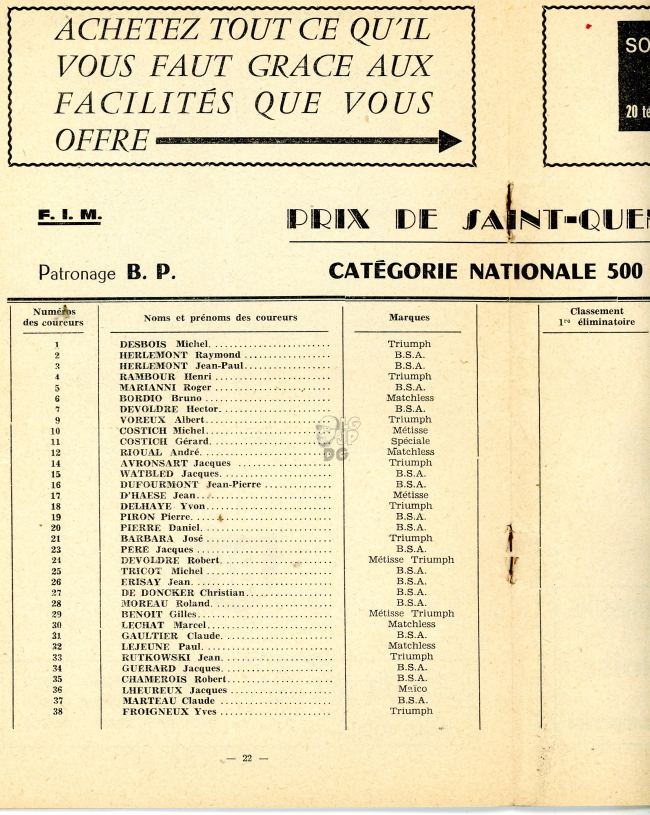 ACHETEZ TOUT CE QU'IL
VOUS FAUT GRACE AUX
FACILITÉS QUE VOUS
OFFRE
SO
20 te
F. I. M.
PRIX DE SAINT-QUEN
Patronage B. P.
CATÉGORIE NATIONALE 500
Numéros des coureurs Noms et prénoms des coureurs Marques Classement 1re éliminatoire
1 DESBOIS Michel. Triumph
2 HERLEMONT Raymond B.S.A.
3 HERLEMONT Jean-Paul B.S.A.
4 RAMBOUR Henri Triumph
5 MARIANNI Roger B.S.A.
6 BORDIO Bruno Matchless
7 DEVOLDRE Hector. B.S.A.
9 VOREUX Albert. Triumph
10 COSTICH Michel. Métisse
11 COSTICH Gérard. Spéciale
12 RIOUAL André. Matchless
14 AVRONSART Jacques Triumph
15 WATBLED Jacques. B.S.A.
16 DUFOURMONT Jean-Pierre B.S.A.
17 D'HAESE Jean. Métisse
18 DELHAYE Yvon. Triumph
19 PIRON Pierre. B.S.A.
20 PIERRE Daniel. B.S.A.
21 BARBARA José Triumph
23 PERE Jacques B.S.A.
24 DEVOLDRE Robert. Métisse Triumph
25 TRICOT Michel B.S.A.
26 ERISAY Jean. B.S.A.
27 DE DONCKER Christian B.S.A.
28 MOREAU Roland. B.S.A.
29 BENOIT Gilles. Métisse Triumph
30 LECHAT Marcel. Matchless
31 GAULTIER Claude. B.S.A.
32 LEJEUNE Paul. Matchless
33 RUTKOWSKI Jean. Triumph
34 GUERARD Jacques. B.S.A.
35 CHAMEROIS Robert. B.S.A.
36 LHEUREUX Jacques Maïco
37 MARTEAU Claude B.S.A.
38 FROIGNEUX Yves Triumph
— 22 —